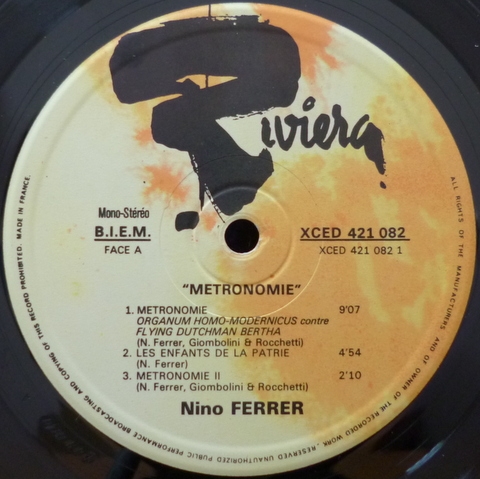 Riviera
Mono-Stéréo
B.I.E.M.
FACE A
XCED 421 082
XCED 421 082 1
"METRONOMIE"
1. METRONOMIE 9'07
ORGANUM HOMO-MODERNICUS contre
FLYING DUTCHMAN BERTHA
(N. Ferrer, Giombolini & Rocchetti)
2. LES ENFANTS DE LA PATRIE 4'54
(N. Ferrer)
3. METRONOMIE II 2'10
(N. Ferrer, Giombolini & Rocchetti)
Nino FERRER
ALL RIGHTS OF THE MANUFACTURERS AND OF OWNER OF THE RECORDED WORK, RESERVED UNAUTHORIZED PUBLIC PERFORMANCE BROADCASTING AND COPYING OF THIS RECORD PROHIBITED. MADE IN FRANCE.